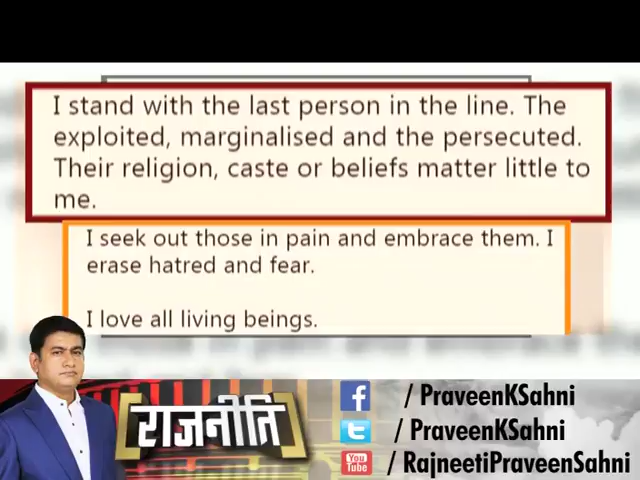 I stand with the last person in the line. The
exploited, marginalised and the persecuted.
Their religion, caste or beliefs matter little to
me.
I seek out those in pain and embrace them. I
erase hatred and fear.
I love all living beings.
[राजनीति]
f / PraveenKSahni
/ PraveenKSahni
You Tube / RajneetiPraveenSahni